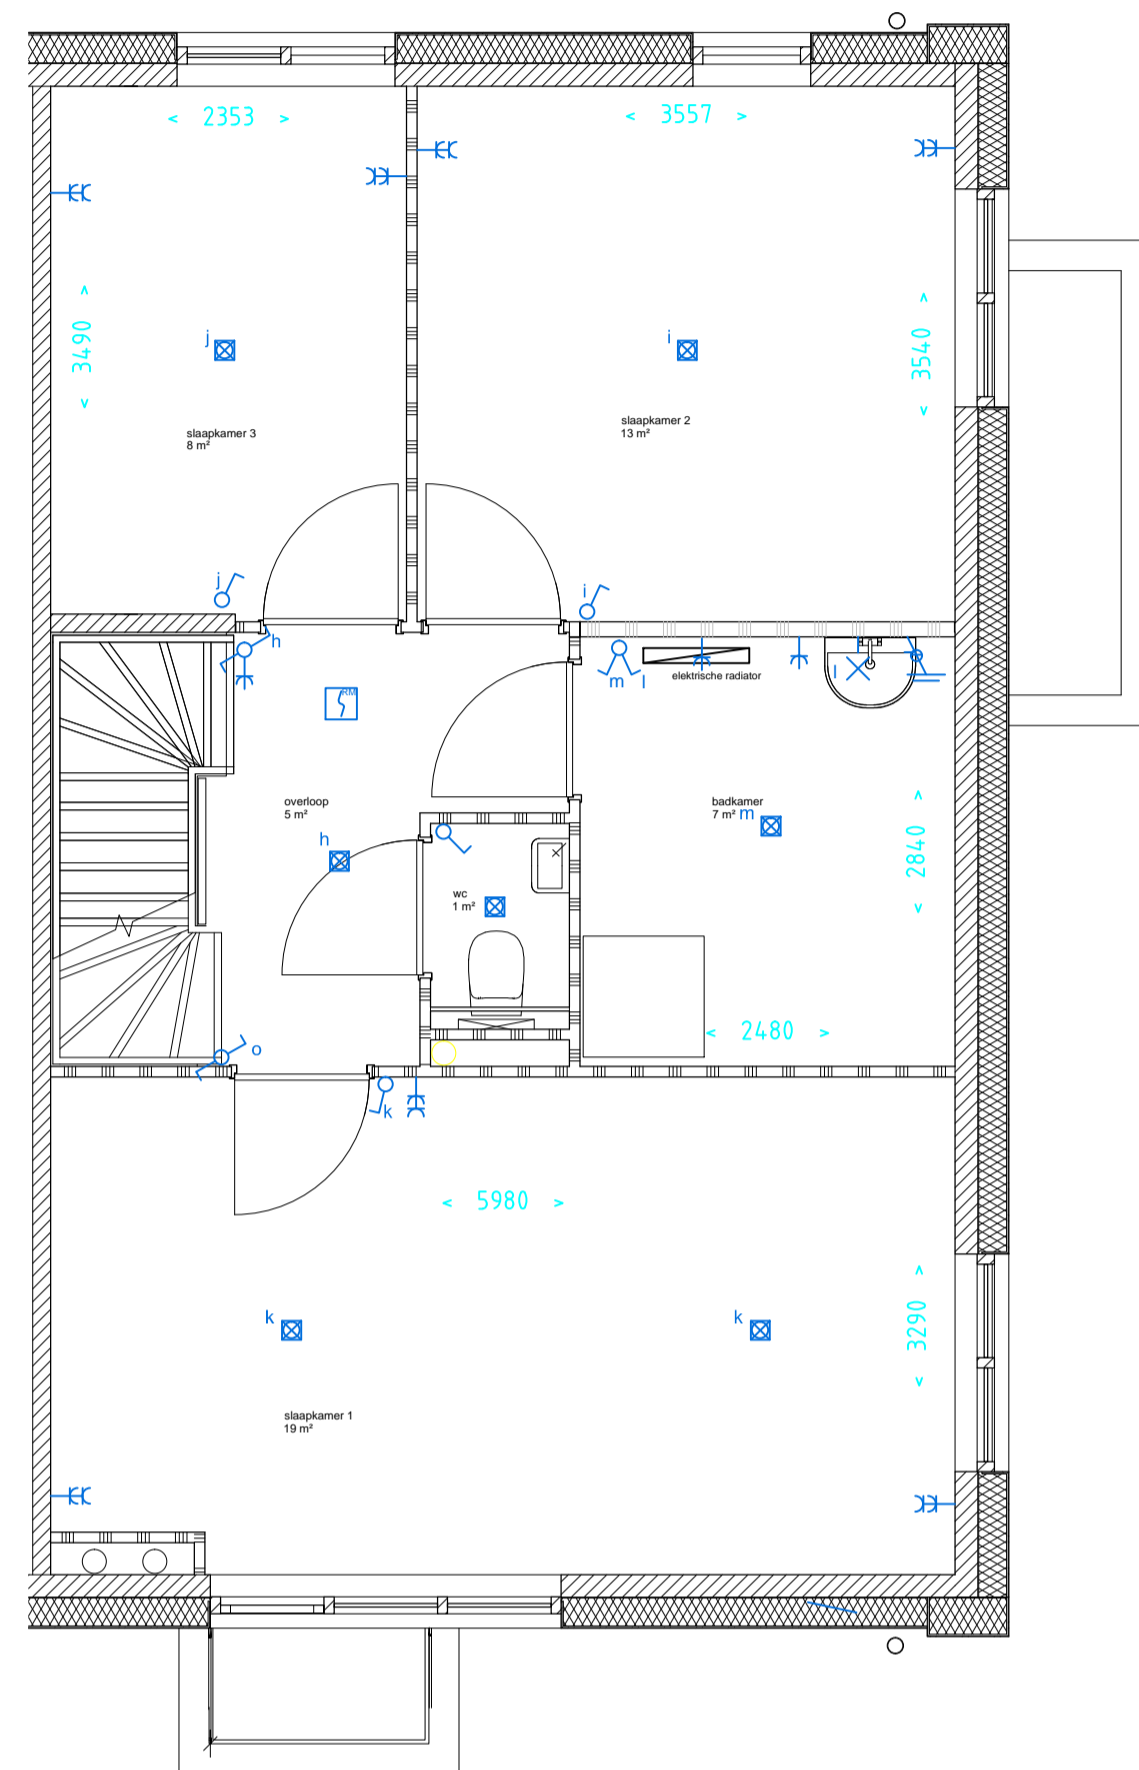 < 2353 >
< 3557 >
< 3490 >
< 3540 >
j
i
slaapkamer 3
8 m²
slaapkamer 2
13 m²
j
i
h
m
l
elektrische radiator
l
RM
overloop
5 m²
h
badkamer
7 m²
m
< 2840 >
wc
1 m²
< 2480 >
o
k
< 5980 >
< 3290 >
k
k
slaapkamer 1
19 m²